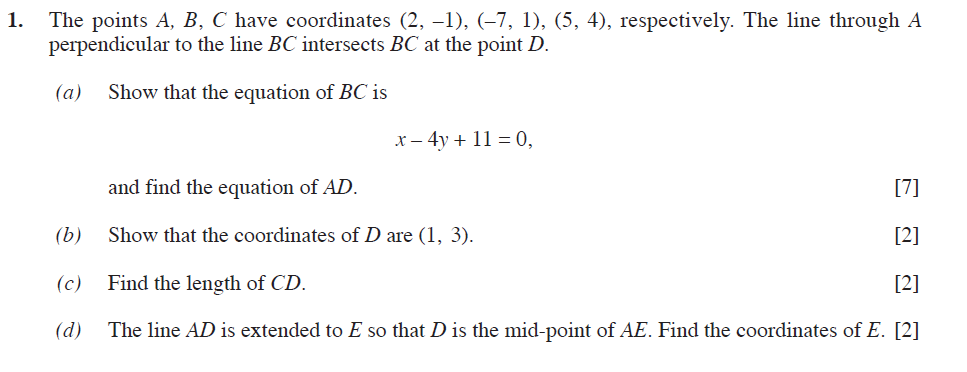 1. The points A, B, C have coordinates (2, –1), (–7, 1), (5, 4), respectively. The line through A
perpendicular to the line BC intersects BC at the point D.
(a) Show that the equation of BC is
x – 4y + 11 = 0,
and find the equation of AD. [7]
(b) Show that the coordinates of D are (1, 3). [2]
(c) Find the length of CD. [2]
(d) The line AD is extended to E so that D is the mid-point of AE. Find the coordinates of E. [2]